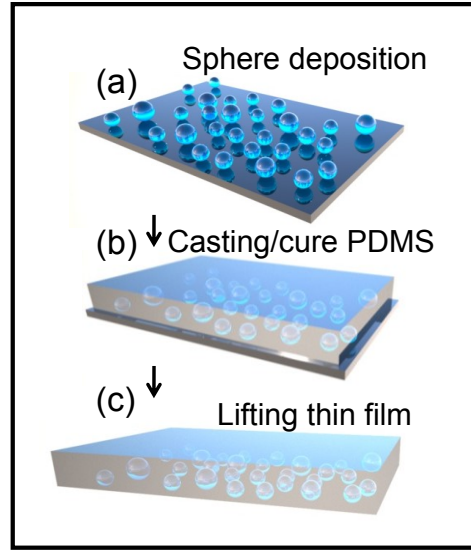 Sphere deposition
(a)
(b) Casting/cure PDMS
(c) Lifting thin film